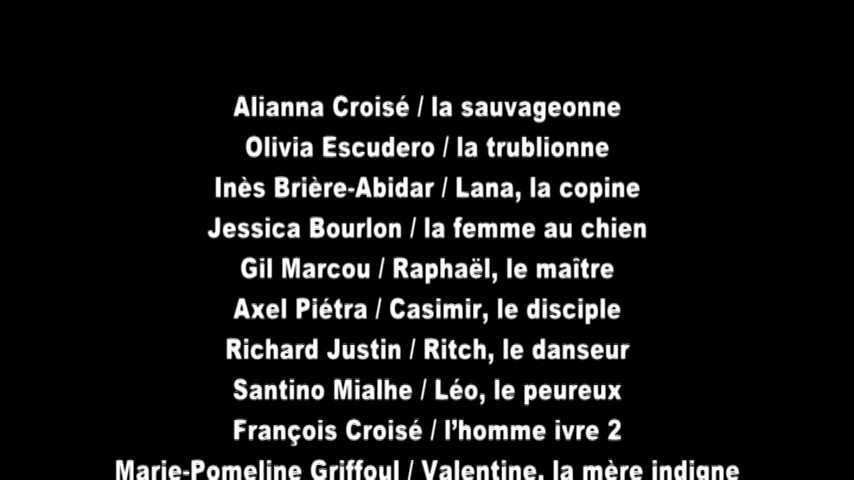 Alianna Croisé / la sauvageonne
Olivia Escudero / la trublionne
Inès Brière-Abidar / Lana, la copine
Jessica Bourlon / la femme au chien
Gil Marcou / Raphaël, le maître
Axel Piétra / Casimir, le disciple
Richard Justin / Ritch, le danseur
Santino Mialhe / Léo, le peureux
François Croisé / l'homme ivre 2
Marie-Pomeline Griffoul / Valentine, la mère indigne